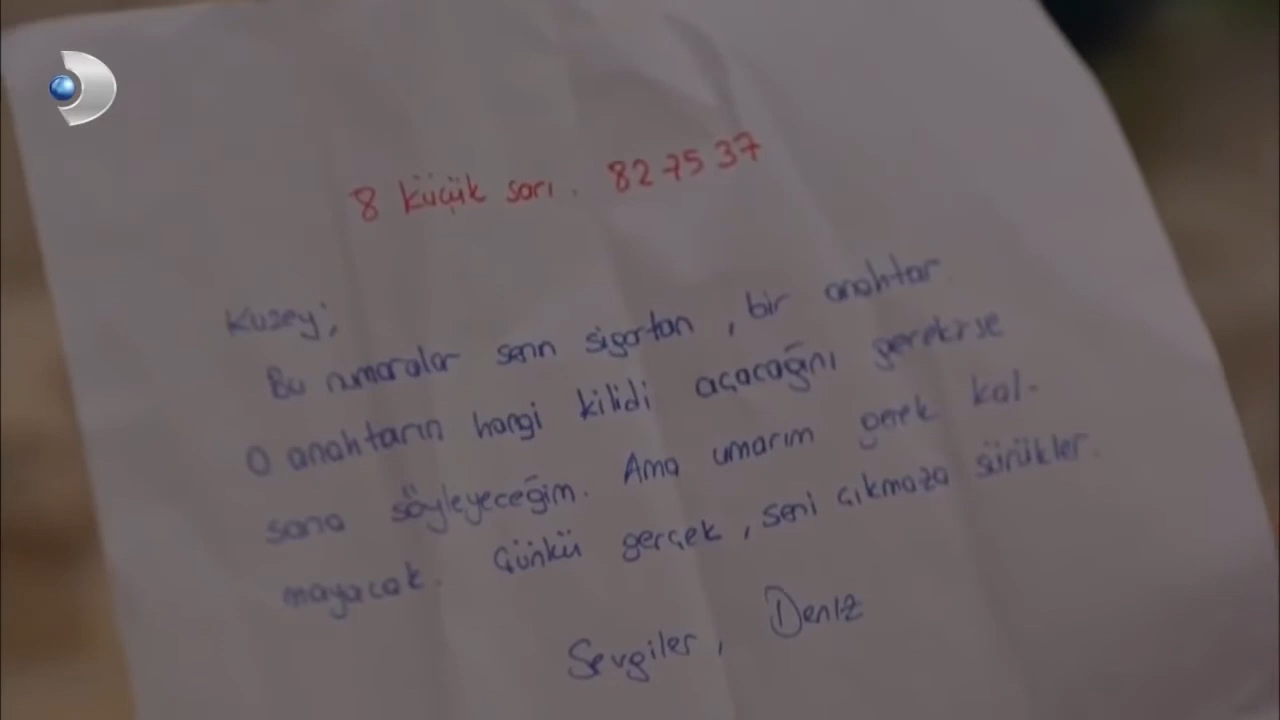 8 küçük sarı. 827537
Kuzey;
Bu numaralar senin sigortan, bir anahtar
O anahtarın hangi kilidi açacağını gerekirse
sana söyleyeceğim. Ama umarım gerek kal-
mayacak. Çünkü gerçek, seni çıkmaza sürükler.
Sevgiler, Deniz